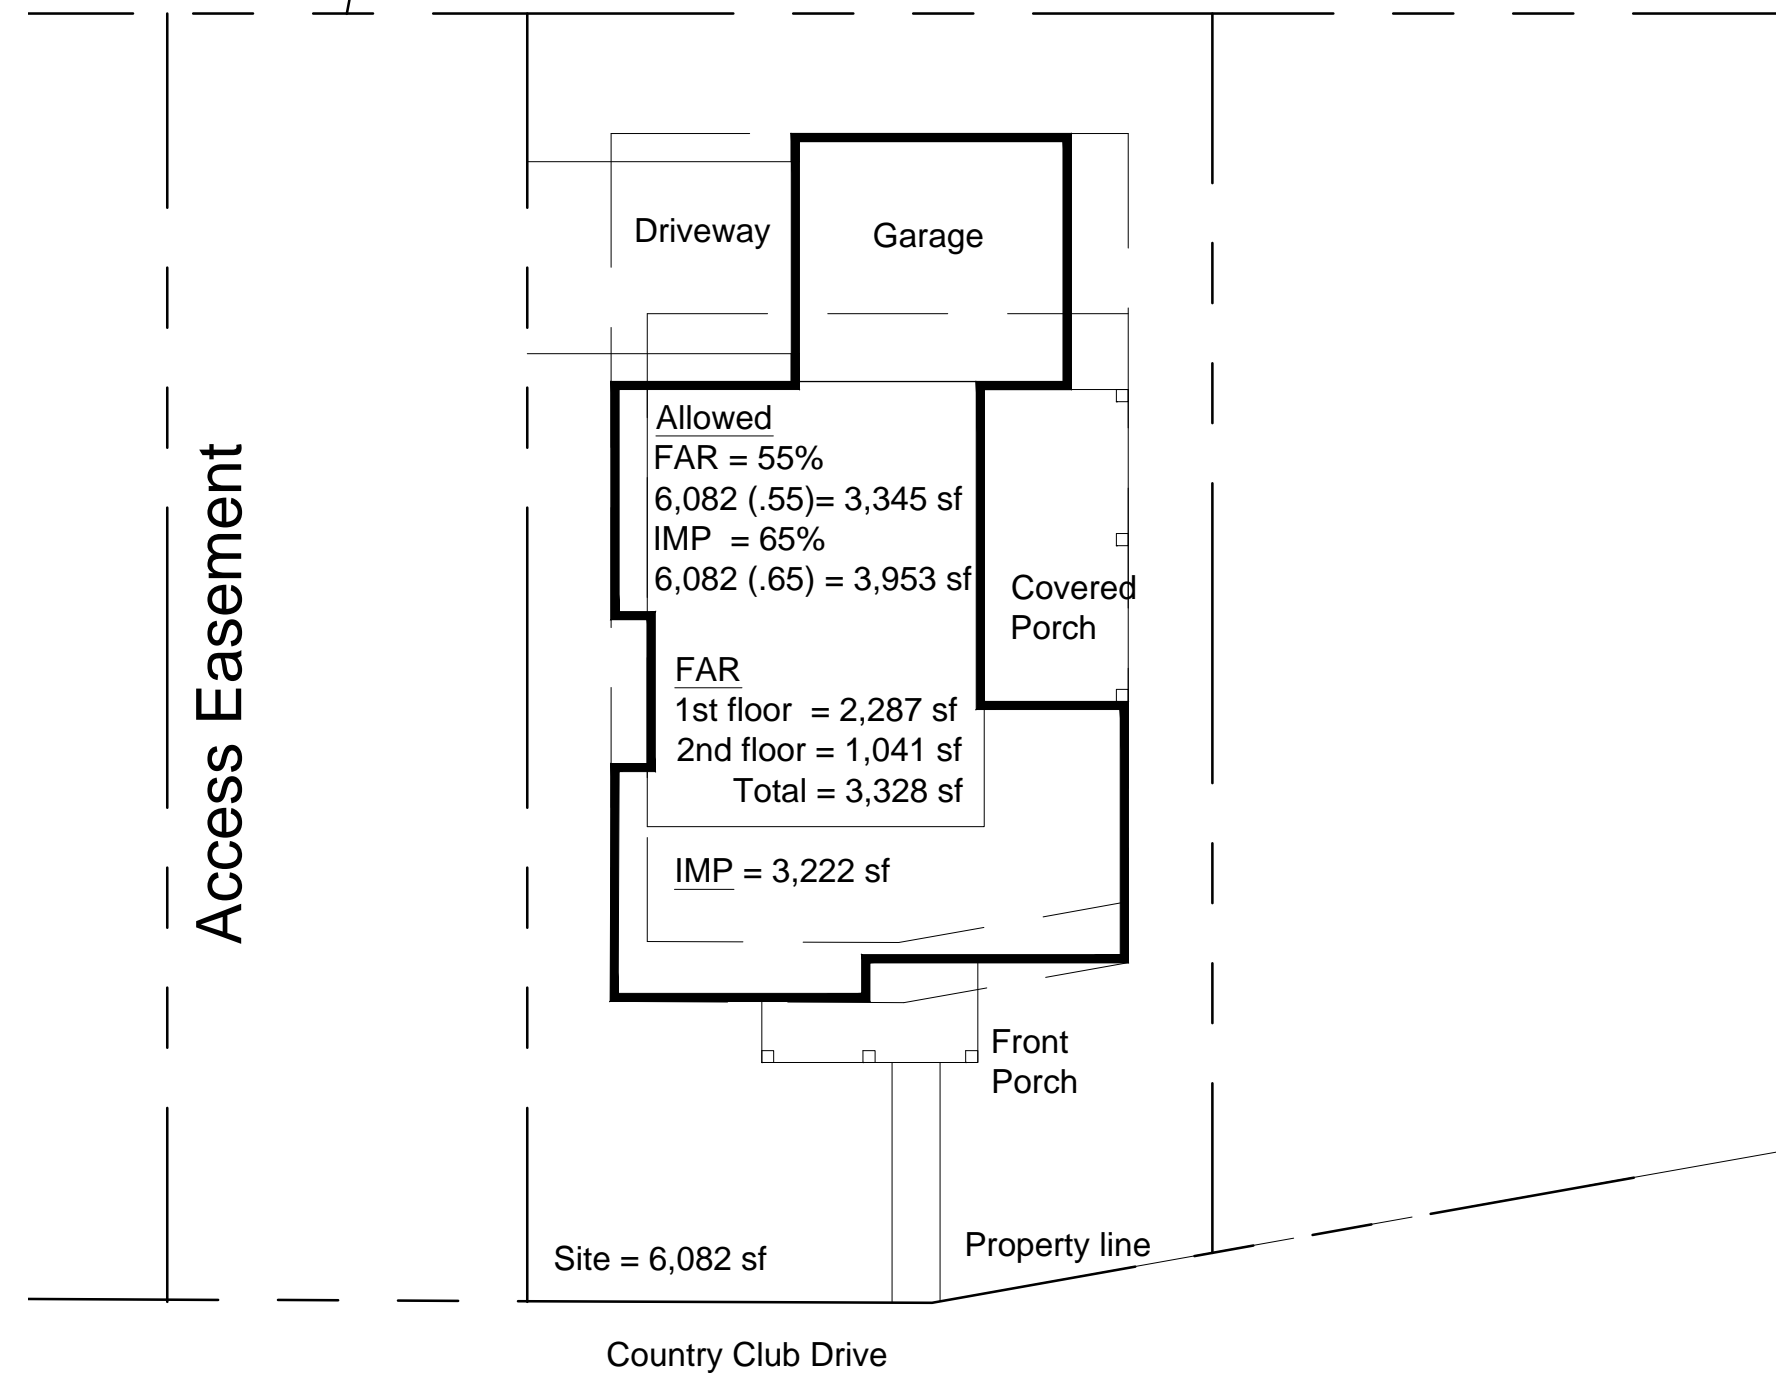 Driveway
Garage
Allowed
FAR = 55%
6,082 (.55)= 3,345 sf
IMP  = 65%
6,082 (.65) = 3,953 sf
Covered
Porch
Access Easement
FAR
1st floor  = 2,287 sf
2nd floor = 1,041 sf
Total = 3,328 sf
IMP = 3,222 sf
Front
Porch
Property line
Site = 6,082 sf
Country Club Drive